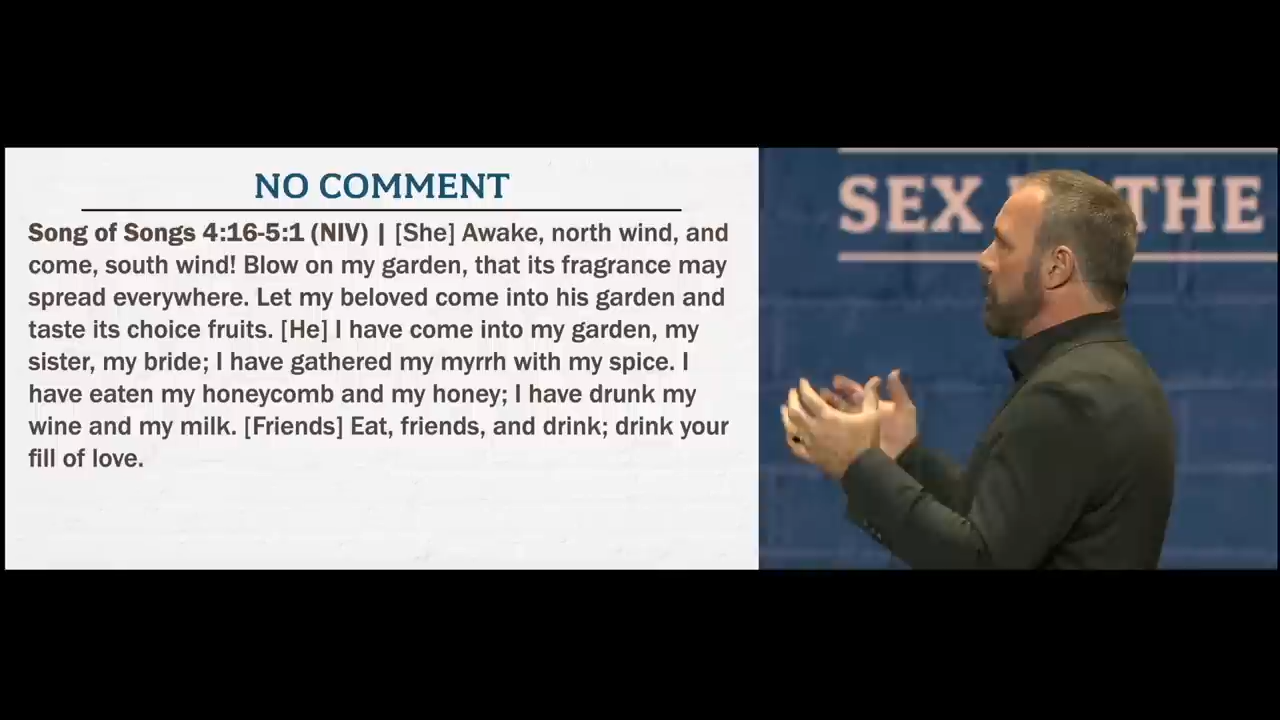 NO COMMENT
Song of Songs 4:16-5:1 (NIV) | [She] Awake, north wind, and
come, south wind! Blow on my garden, that its fragrance may
spread everywhere. Let my beloved come into his garden and
taste its choice fruits. [He] I have come into my garden, my
sister, my bride; I have gathered my myrrh with my spice. I
have eaten my honeycomb and my honey; I have drunk my
wine and my milk. [Friends] Eat, friends, and drink; drink your
fill of love.
SEX THE